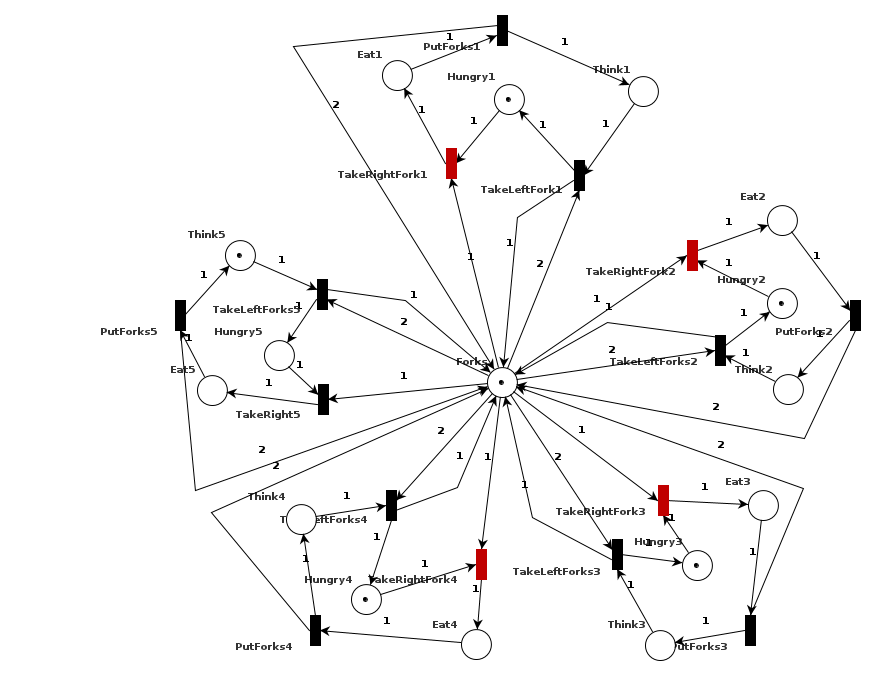 1
PutForks1
1
Eat1
Think1
Hungry1
2
1
1
1
1
TakeRightFork1
TakeLeftFork1
Eat2
1
Think5
1
1
1
2
1
TakeRightFork2
1
Hungry2
1
1
TakeLeftForks5
1
1
1
2
1
PutForks5
1
Hungry5
PutForks2
1
2
1
Forks
TakeLeftForks2
1
Eat5
Think2
1
1
TakeRight5
2
1
2
2
2
1
1
2
2
1
Eat3
1
Think4
1
TakeRightFork3
1
TakeLeftForks4
1
Hungry3
1
1
1
1
TakeLeftForks3
Hungry4
TakeRightFork4
1
1
1
Eat4
Think3
1
PutForks4
PutForks3